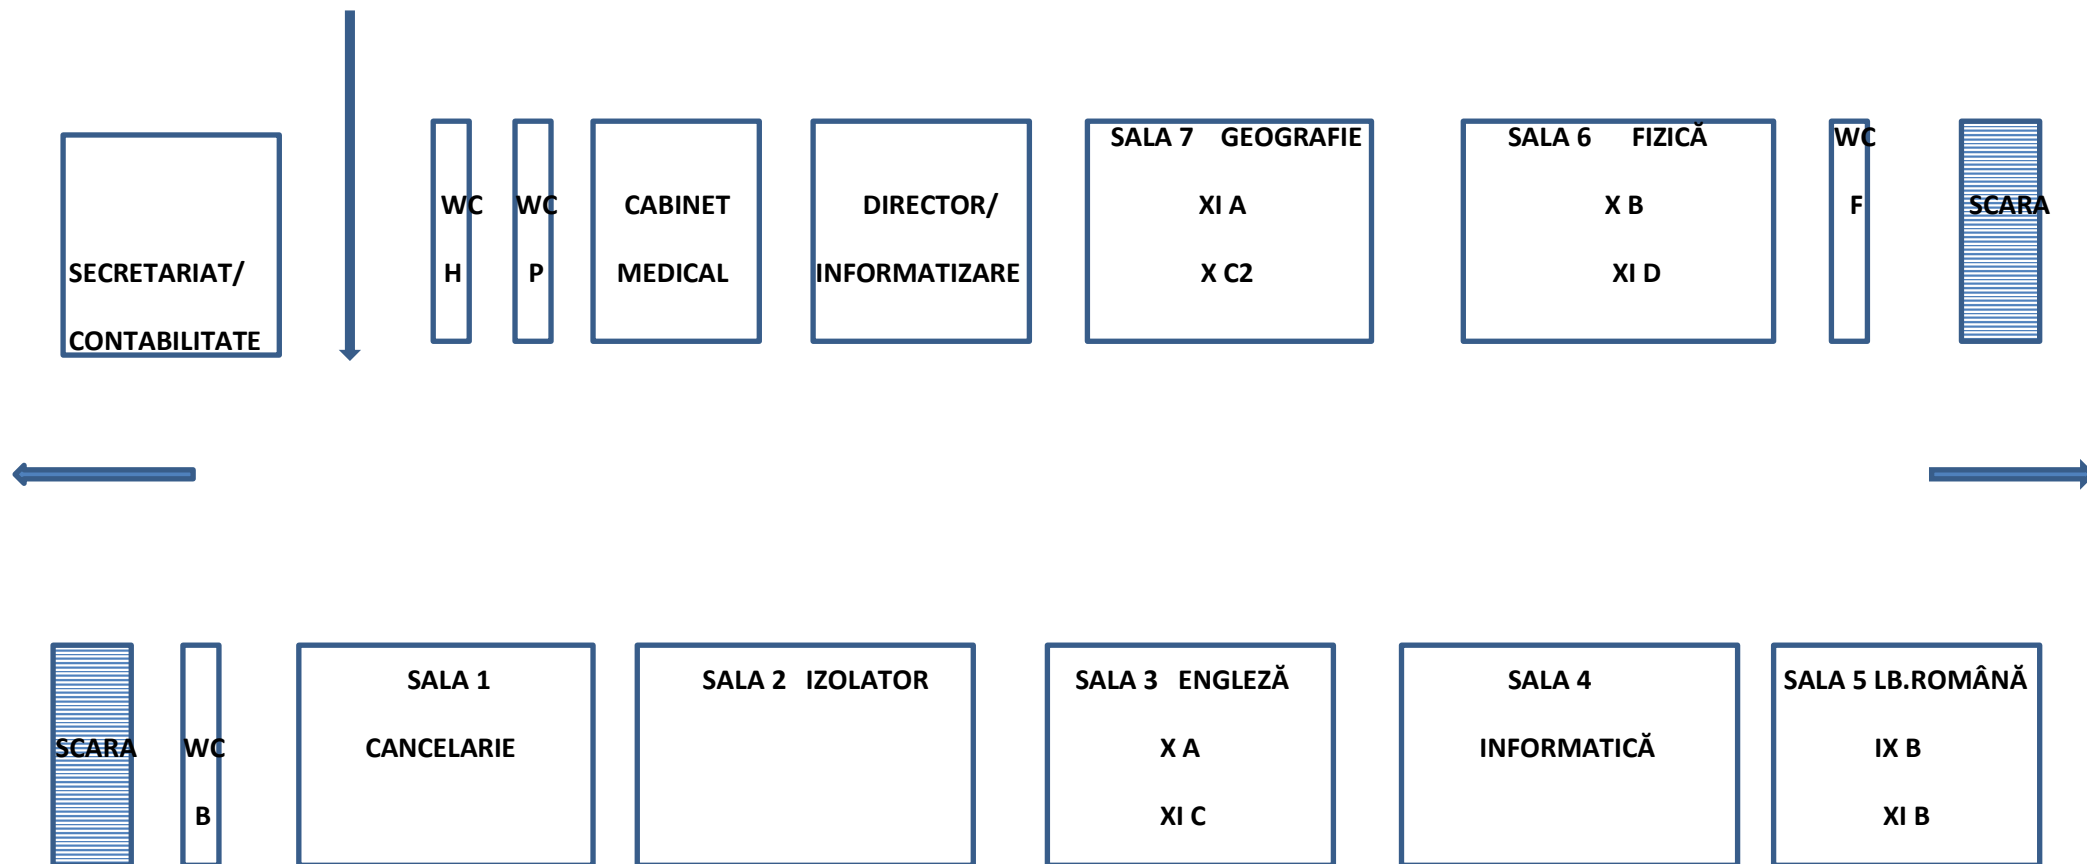 SECRETARIAT/
CONTABILITATE
WC
H
WC
P
CABINET
MEDICAL
DIRECTOR/
INFORMATIZARE
SALA 7 GEOGRAFIE
XI A
X C2
SALA 6 FIZICĂ
X B
XI D
WC
F
SCARA
SCARA
WC
B
SALA 1
CANCELARIE
SALA 2 IZOLATOR
SALA 3 ENGLEZĂ
X A
XI C
SALA 4
INFORMATICĂ
SALA 5 LB.ROMÂNĂ
IX B
XI B